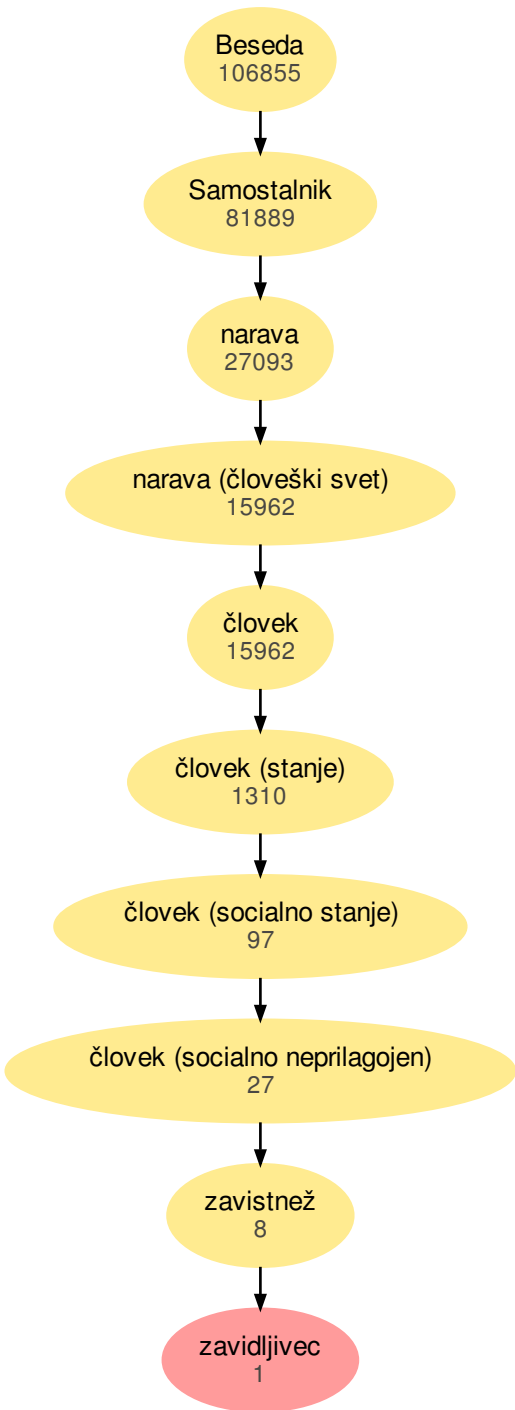 Beseda
106855
Samostalnik
81889
narava
27093
narava (človeški svet)
15962
človek
15962
človek (stanje)
1310
človek (socialno stanje)
97
človek (socialno neprilagojen)
27
zavistnež
8
zavidljivec
1